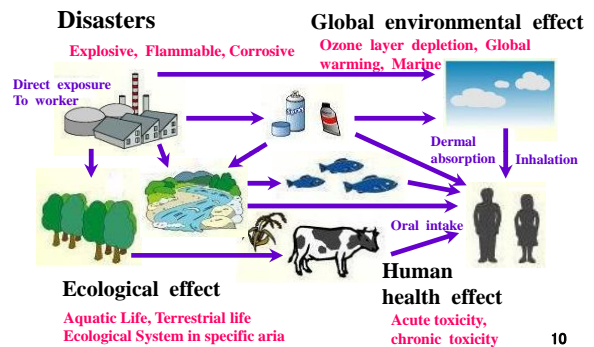 Disasters
Global environmental effect
Explosive, Flammable, Corrosive
Ozone layer depletion, Global
warming, Marine
Direct exposure
To worker
Dermal
absorption
Inhalation
Oral intake
Ecological effect
Human
health effect
Aquatic Life, Terrestrial life
Ecological System in specific aria
Acute toxicity,
chronic toxicity
10